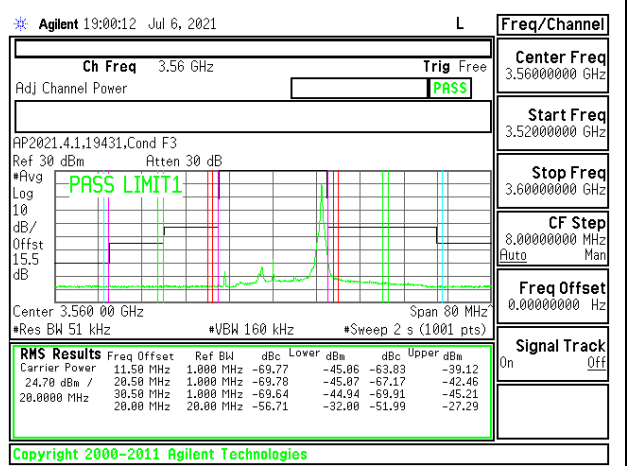 Agilent 19:00:12 Jul 6, 2021 L Freq/Channel
Ch Freq 3.56 GHz Trig Free
Adj Channel Power PASS
AP2021.4.1,19431,Cond F3
Ref 30 dBm Atten 30 dB
#Avg
Log
10
dB/
Offst
15.5
dB
PASS LIMIT1
Center 3.560 00 GHz Span 80 MHz
#Res BW 51 kHz #VBW 160 kHz #Sweep 2 s (1001 pts)
RMS Results Freq Offset Ref BW dBc Lower dBm dBc Upper dBm
Carrier Power 11.50 MHz 1.000 MHz -69.77 -45.06 -63.83 -39.12
24.70 dBm / 20.50 MHz 1.000 MHz -69.78 -45.07 -67.17 -42.46
20.0000 MHz 30.50 MHz 1.000 MHz -69.64 -44.94 -69.91 -45.21
20.00 MHz 20.00 MHz -56.71 -32.00 -51.99 -27.29
Copyright 2000-2011 Agilent Technologies
Center Freq
3.56000000 GHz
Start Freq
3.52000000 GHz
Stop Freq
3.60000000 GHz
CF Step
8.00000000 MHz
Auto Man
Freq Offset
0.00000000 Hz
Signal Track
On Off